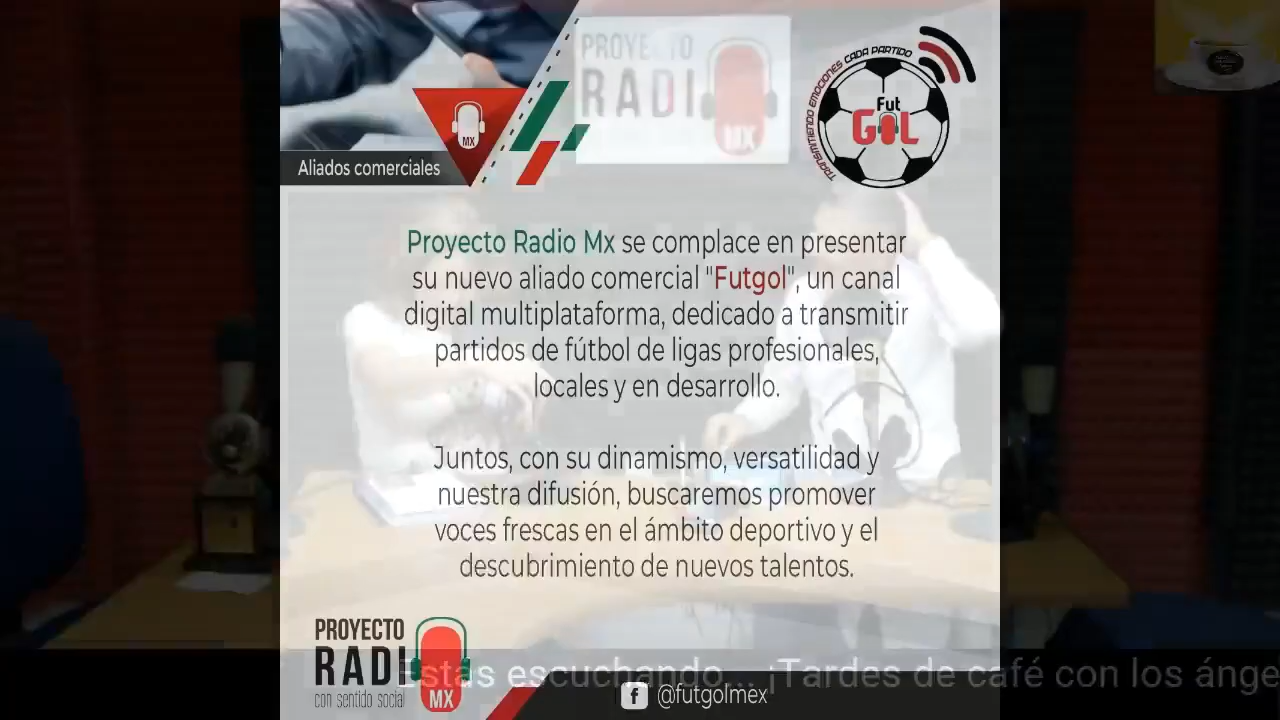 PROYECTO
RADIO
MX
TRANSMITIENDO EMOCIONES CADA PARTIDO
Fut
GOL
MX
Aliados comerciales
Proyecto Radio Mx se complace en presentar
su nuevo aliado comercial "Futgol", un canal
digital multiplataforma, dedicado a transmitir
partidos de fútbol de ligas profesionales,
locales y en desarrollo.
Juntos, con su dinamismo, versatilidad y
nuestra difusión, buscaremos promover
voces frescas en el ámbito deportivo y el
descubrimiento de nuevos talentos.
PROYECTO
RADIO
MX
con sentido social
Estás escuchando... ¡Tardes de café con los ánge
f @futgolmex